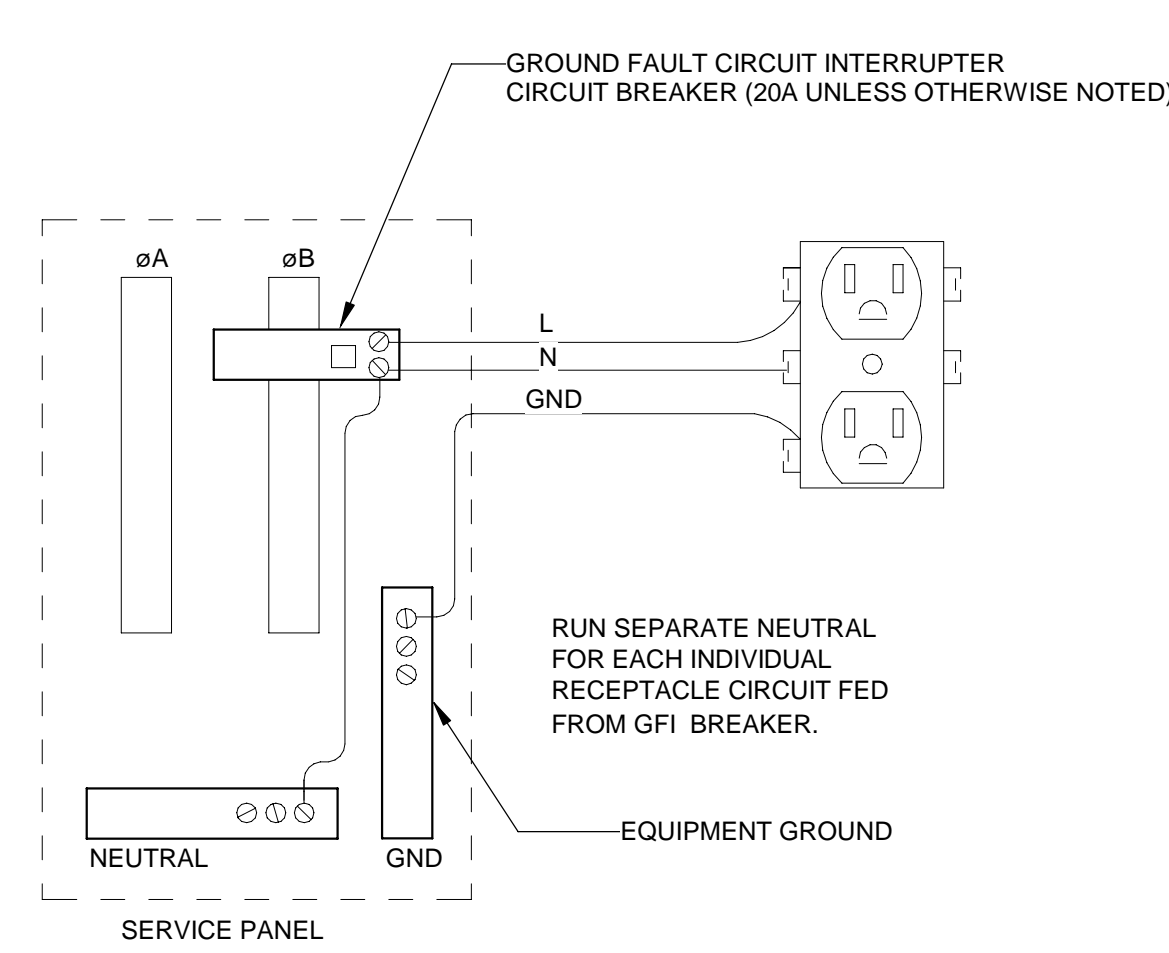 GROUND FAULT CIRCUIT INTERRUPTER
CIRCUIT BREAKER (20A UNLESS OTHERWISE NOTED)
øA
øB
L
N
GND
RUN SEPARATE NEUTRAL
FOR EACH INDIVIDUAL
RECEPTACLE CIRCUIT FED
FROM GFI BREAKER.
EQUIPMENT GROUND
NEUTRAL
GND
SERVICE PANEL